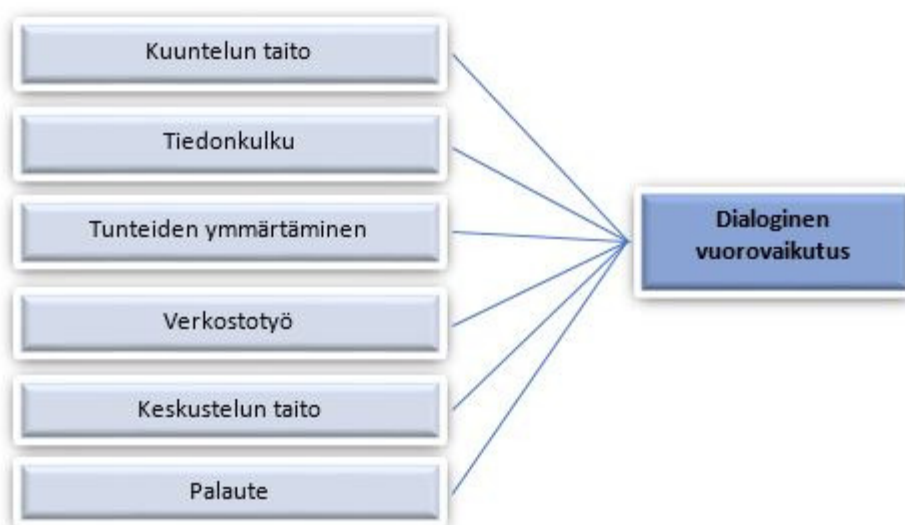 Kuuntelun taito
Tiedonkulku
Tunteiden ymmärtäminen
Verkostotyö
Keskustelun taito
Palaute
Dialoginen
vuorovaikutus